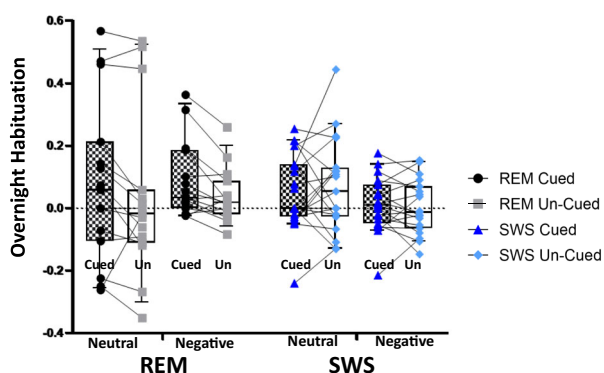 0.6
0.4
0.2
0.0
-0.2
-0.4
Overnight Habituation
Cued Un Cued Un Cued Un Cued Un
Neutral Negative Neutral Negative
REM SWS
REM Cued
REM Un-Cued
SWS Cued
SWS Un-Cued